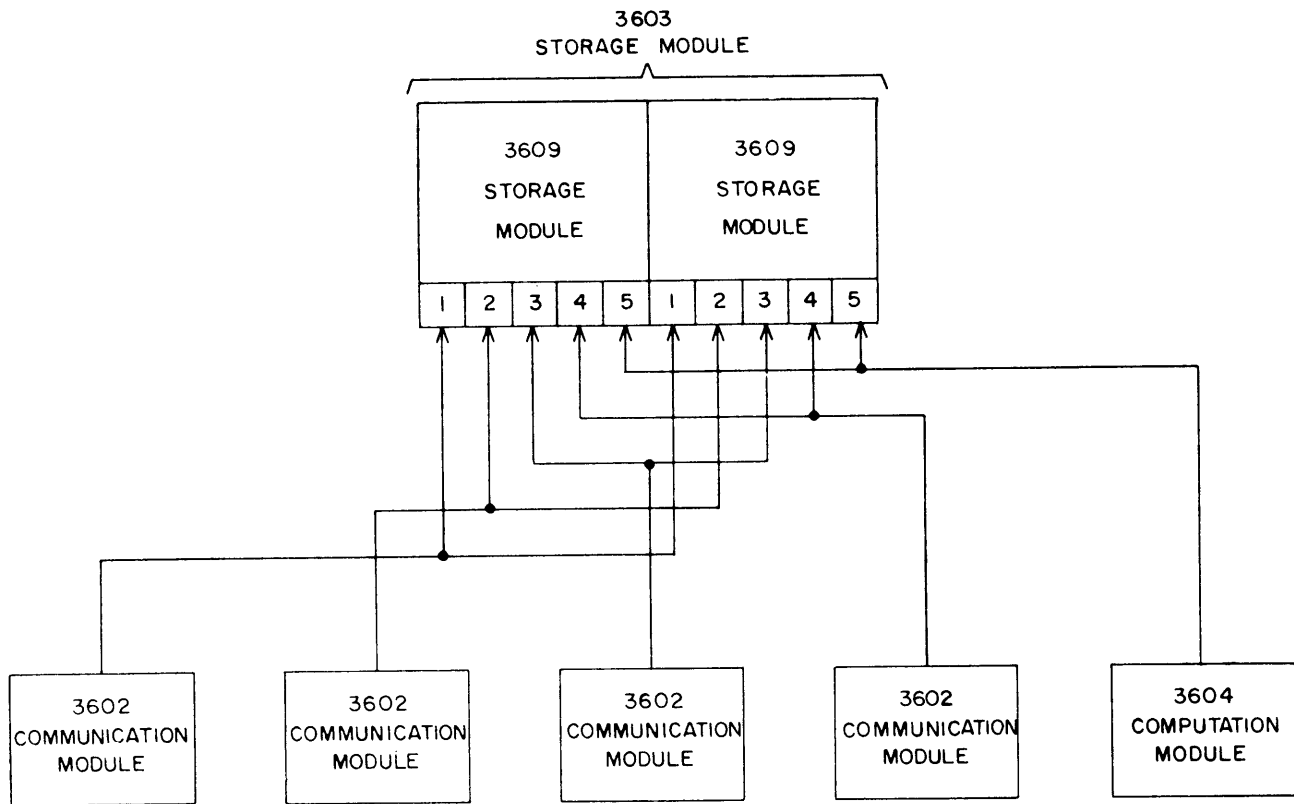 3603
STORAGE MODULE
3609
STORAGE
MODULE
3609
STORAGE
MODULE
1 2 3 4 5 1 2 3 4 5
3602
COMMUNICATION
MODULE
3602
COMMUNICATION
MODULE
3602
COMMUNICATION
MODULE
3602
COMMUNICATION
MODULE
3604
COMPUTATION
MODULE